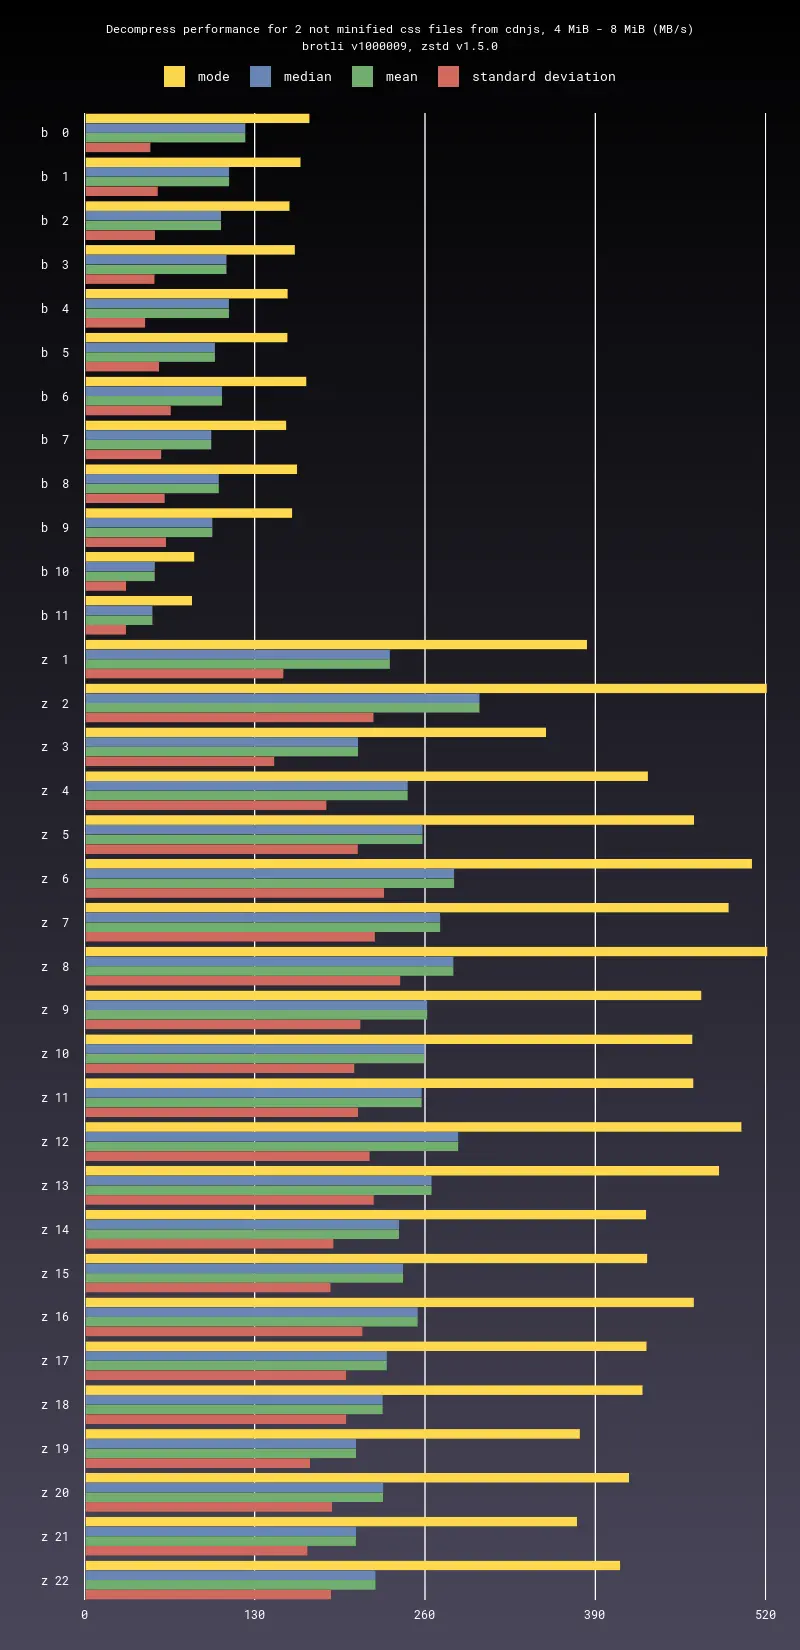 Decompress performance for 2 not minified css files from cdnjs, 4 MiB - 8 MiB (MB/s)
brotli v1000009, zstd v1.5.0
mode median mean standard deviation
b 0
b 1
b 2
b 3
b 4
b 5
b 6
b 7
b 8
b 9
b 10
b 11
z 1
z 2
z 3
z 4
z 5
z 6
z 7
z 8
z 9
z 10
z 11
z 12
z 13
z 14
z 15
z 16
z 17
z 18
z 19
z 20
z 21
z 22
0 130 260 390 520